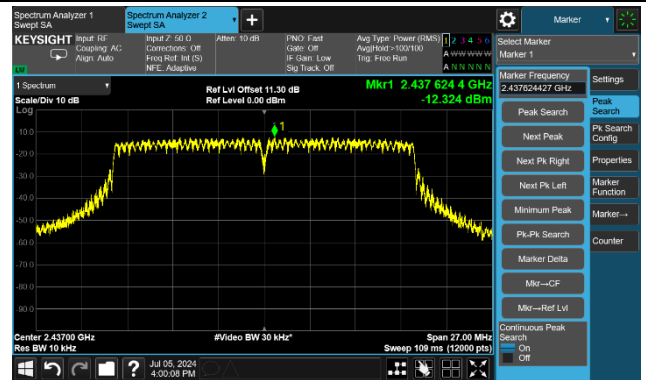 Spectrum Analyzer 1
Swept SA
Spectrum Analyzer 2
Swept SA
Marker
KEYSIGHT
Input: RF
Coupling: AC
Align: Auto
Input Z: 50 Ω
Corrections: Off
Freq Ref: Int (S)
NFE: Adaptive
Atten: 10 dB
PNO: Fast
Gate: Off
IF Gain: Low
Sig Track: Off
Avg Type: Power (RMS)
Avg|Hold:>100/100
Trig: Free Run
1 2 3 4 5 6
A W W W W W
A N N N N N
Select Marker
Marker 1
1 Spectrum
Scale/Div 10 dB
Log
Ref Lvl Offset 11.30 dB
Ref Level 0.00 dBm
Mkr1 2.437 624 4 GHz
-12.324 dBm
1
-10.0
-20.0
-30.0
-40.0
-50.0
-60.0
-70.0
-80.0
-90.0
Center 2.43700 GHz
Res BW 10 kHz
#Video BW 30 kHz*
Span 27.00 MHz
Sweep 109 ms (12000 pts)
Marker Frequency
2.437624427 GHz
Peak Search
Next Peak
Next Pk Right
Next Pk Left
Minimum Peak
Pk-Pk Search
Marker Delta
Mkr→CF
Mkr→Ref Lvl
Continuous Peak
Search
On
Off
Settings
Peak
Search
Pk Search
Config
Properties
Marker
Function
Marker→
Counter
?
Jul 05, 2024
4:00:08 PM